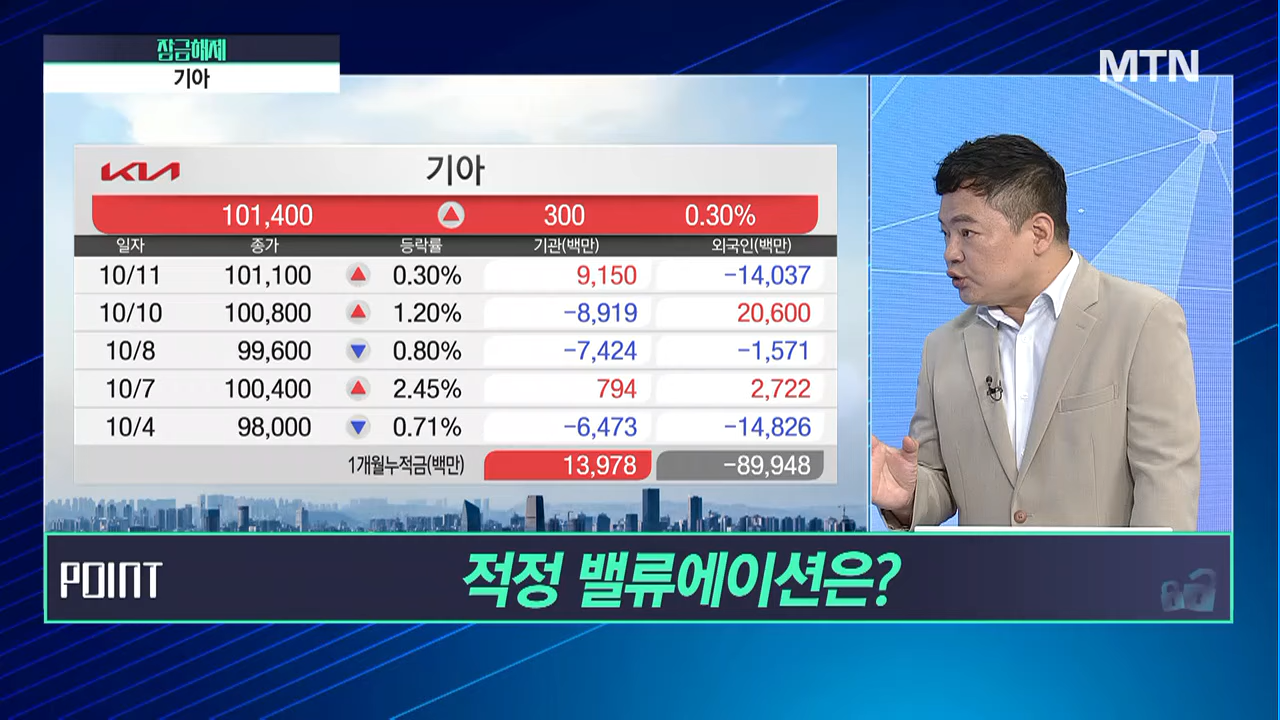 잠금해제
기아
MTN
KIA 기아
101,400 ▲ 300 0.30%
일자 종가 등락률 기관(백만) 외국인(백만)
10/11 101,100 ▲ 0.30% 9,150 -14,037
10/10 100,800 ▲ 1.20% -8,919 20,600
10/8 99,600 ▼ 0.80% -7,424 -1,571
10/7 100,400 ▲ 2.45% 794 2,722
10/4 98,000 ▼ 0.71% -6,473 -14,826
1개월누적금(백만) 13,978 -89,948
POINT 적정 밸류에이션은?